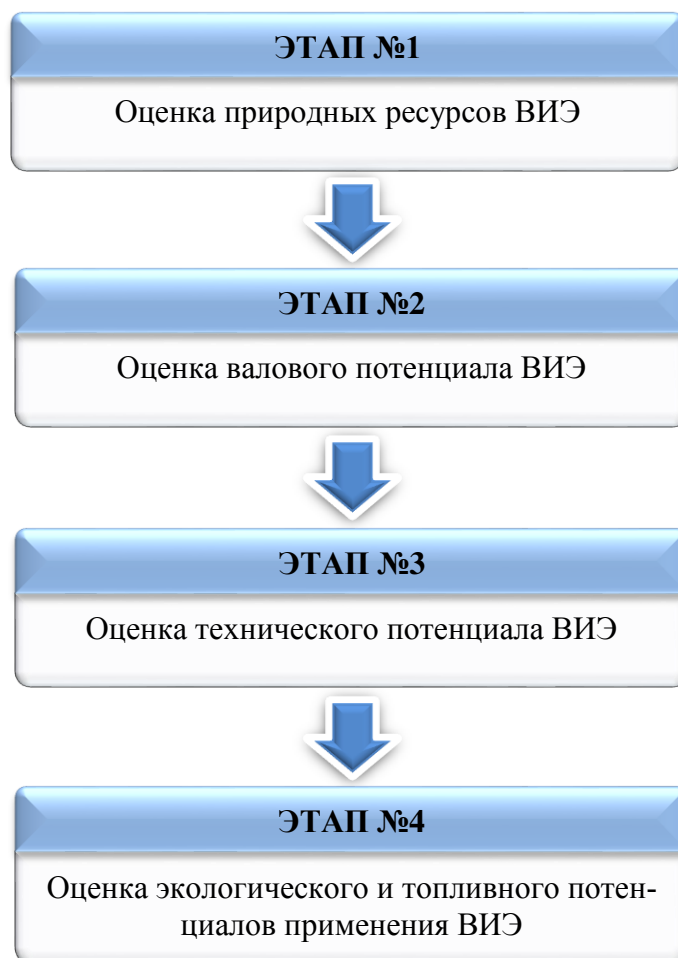 ЭТАП №1
Оценка природных ресурсов ВИЭ
ЭТАП №2
Оценка валового потенциала ВИЭ
ЭТАП №3
Оценка технического потенциала ВИЭ
ЭТАП №4
Оценка экологического и топливного потен-
циалов применения ВИЭ